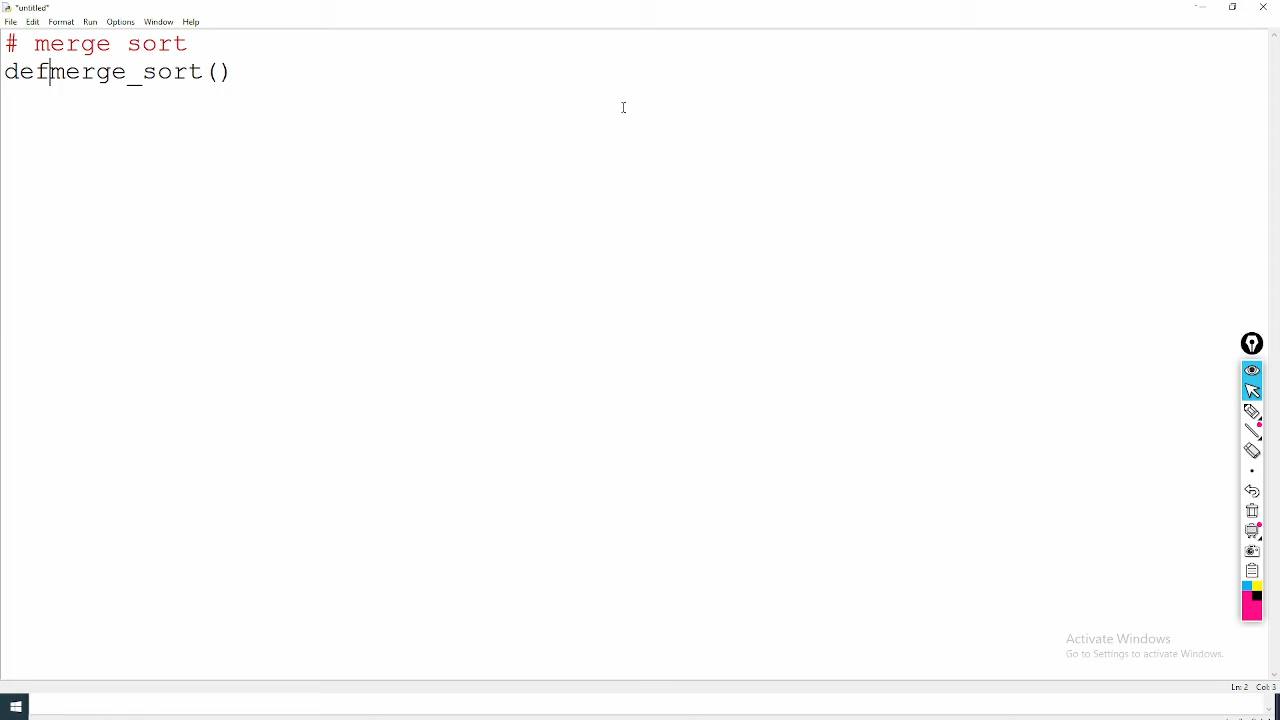 *untitled*
File Edit Format Run Options Window Help
# merge sort
defmerge_sort()
Activate Windows
Go to Settings to activate Windows.
Ln: 2 Col: 3